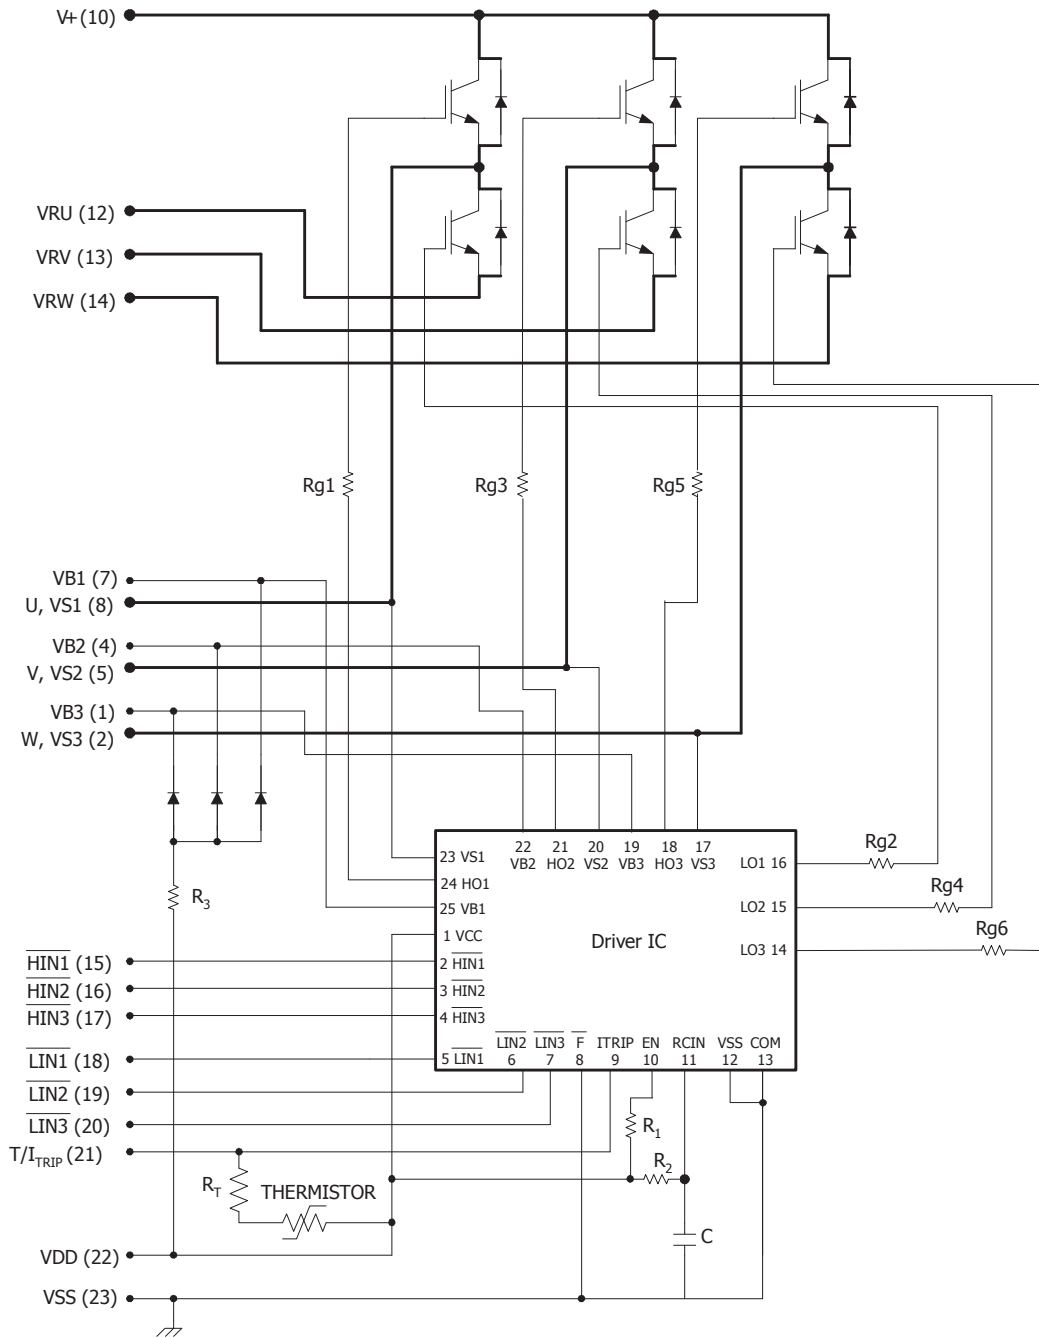 V+ (10)
VRU (12)
VRV (13)
VRW (14)
Rg1
Rg3
Rg5
VB1 (7)
U, VS1 (8)
VB2 (4)
V, VS2 (5)
VB3 (1)
W, VS3 (2)
R3
22 21 20 19 18 17
VB2 HO2 VS2 VB3 HO3 VS3
23 VS1
24 HO1
25 VB1
1 VCC
2 HIN1
3 HIN2
4 HIN3
5 LIN1
Driver IC
LO1 16
LO2 15
LO3 14
Rg2
Rg4
Rg6
LIN2 LIN3 F ITRIP EN RCIN VSS COM
6 7 8 9 10 11 12 13
HIN1 (15)
HIN2 (16)
HIN3 (17)
LIN1 (18)
LIN2 (19)
LIN3 (20)
T/ITRIP (21)
R1
R2
RT
THERMISTOR
C
VDD (22)
VSS (23)